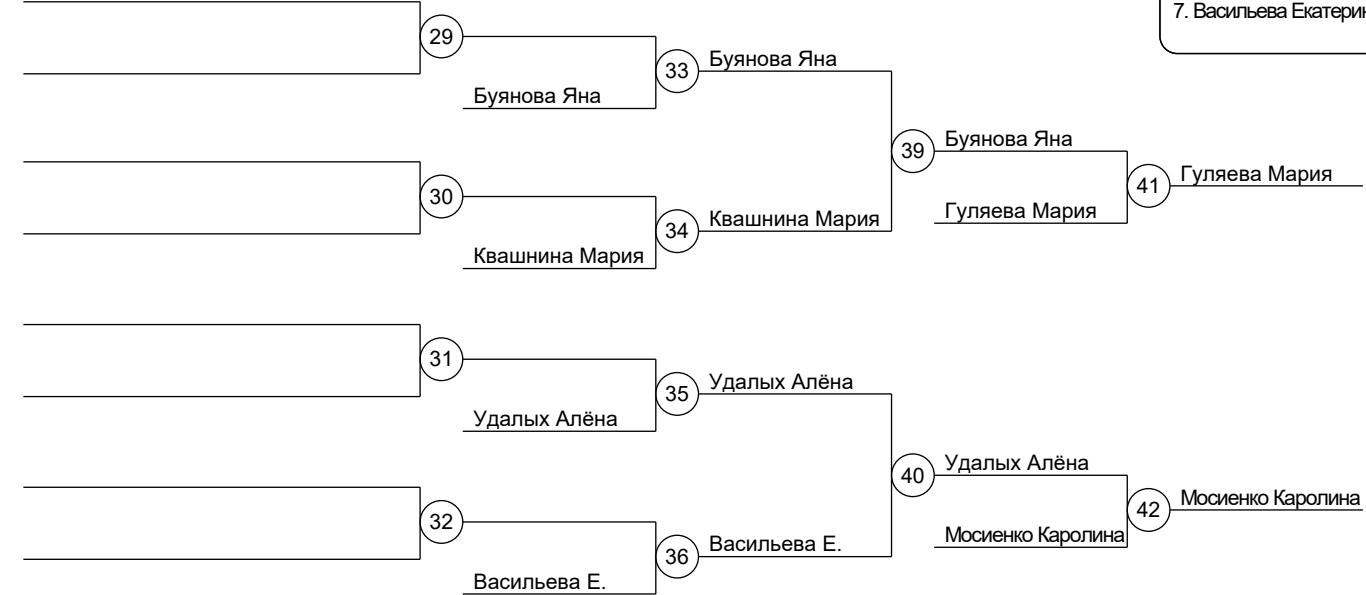 7. Васильева Екатерин
29
33
Буянова Яна
Буянова Яна
39
Буянова Яна
30
41
Гуляева Мария
34
Квашнина Мария
Гуляева Мария
Квашнина Мария
31
35
Удалых Алёна
Удалых Алёна
40
Удалых Алёна
32
42
Мосиенко Каролина
36
Васильева Е.
Мосиенко Каролина
Васильева Е.